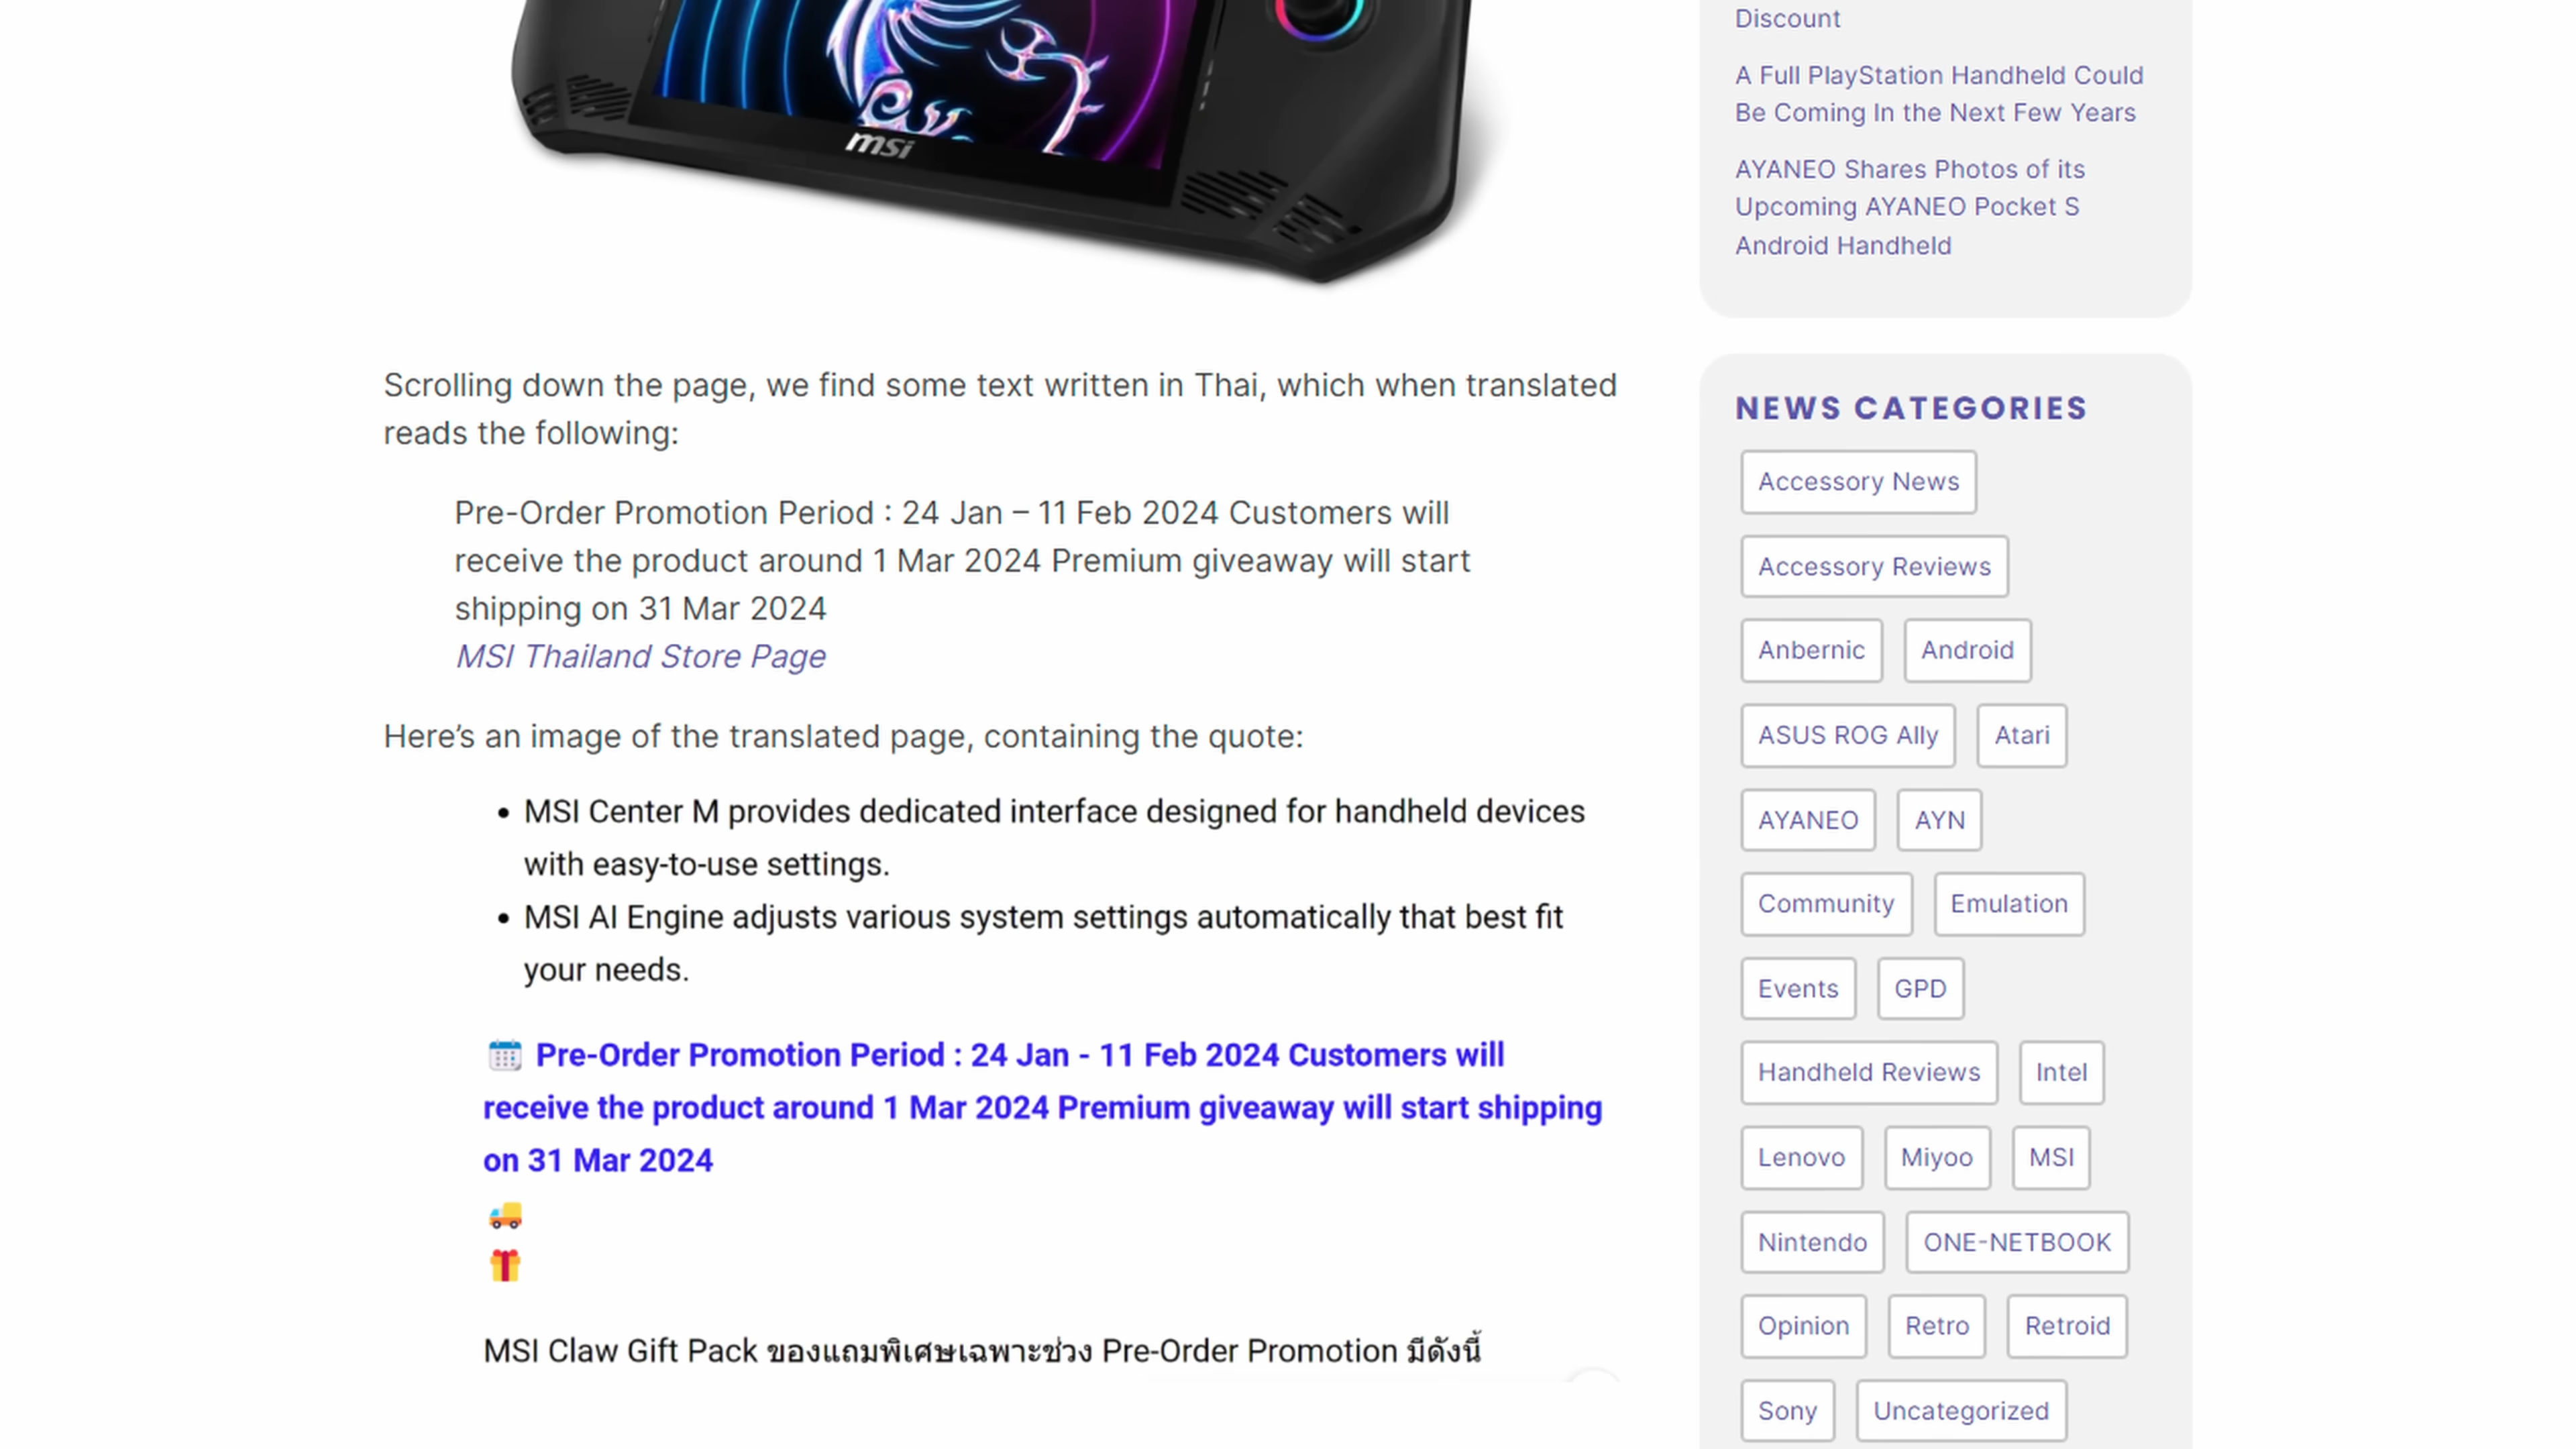 msi
Scrolling down the page, we find some text written in Thai, which when translated
reads the following:
Pre-Order Promotion Period : 24 Jan – 11 Feb 2024 Customers will
receive the product around 1 Mar 2024 Premium giveaway will start
shipping on 31 Mar 2024
MSI Thailand Store Page
Here’s an image of the translated page, containing the quote:
• MSI Center M provides dedicated interface designed for handheld devices
with easy-to-use settings.
• MSI AI Engine adjusts various system settings automatically that best fit
your needs.
Pre-Order Promotion Period : 24 Jan - 11 Feb 2024 Customers will
receive the product around 1 Mar 2024 Premium giveaway will start shipping
on 31 Mar 2024
MSI Claw Gift Pack ของแถมพิเศษเฉพาะช่วง Pre-Order Promotion มีดังนี้
Discount
A Full PlayStation Handheld Could
Be Coming In the Next Few Years
AYANEO Shares Photos of its
Upcoming AYANEO Pocket S
Android Handheld
NEWS CATEGORIES
Accessory News
Accessory Reviews
Anbernic Android
ASUS ROG Ally Atari
AYANEO AYN
Community Emulation
Events GPD
Handheld Reviews Intel
Lenovo Miyoo MSI
Nintendo ONE-NETBOOK
Opinion Retro Retroid
Sony Uncategorized